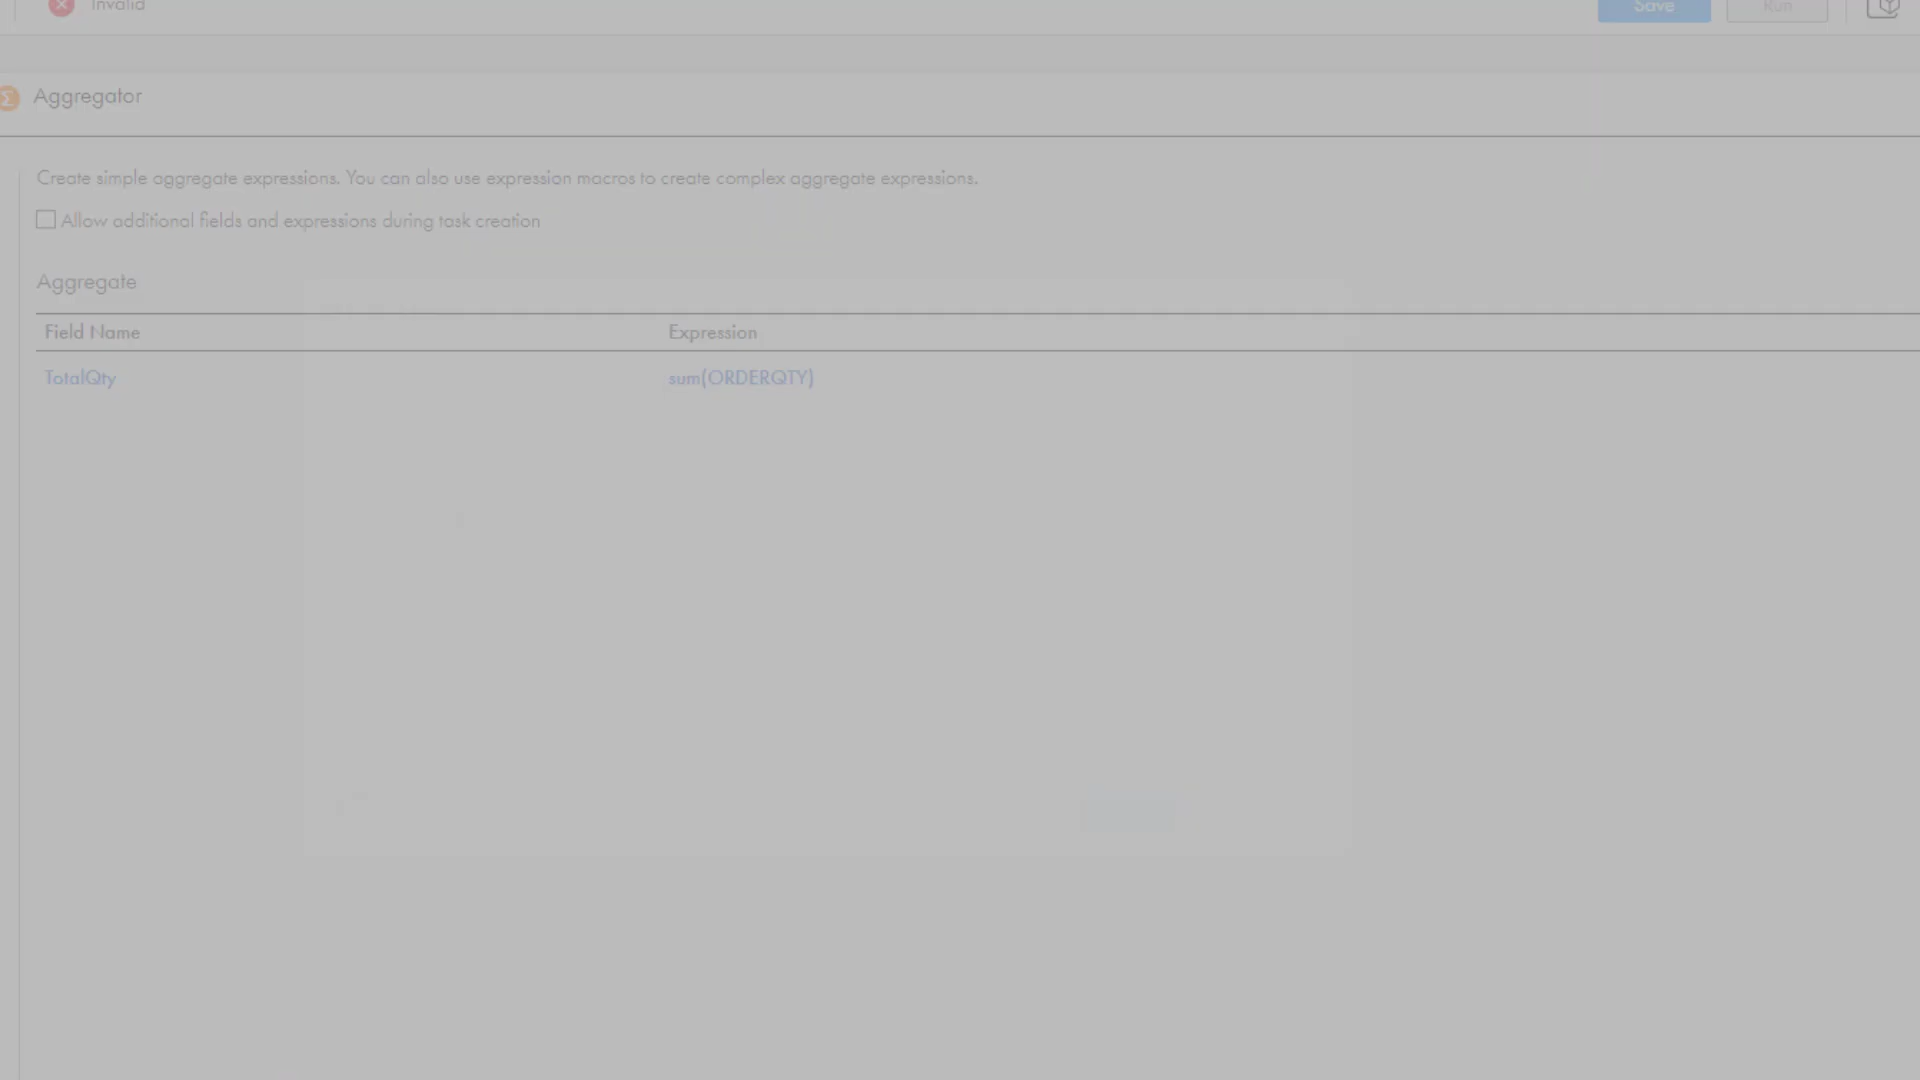 Invalid
Save
Run
Aggregator
Create simple aggregate expressions. You can also use expression macros to create complex aggregate expressions.
Allow additional fields and expressions during task creation
Aggregate
Field Name
Expression
TotalQty
sum(ORDERQTY)